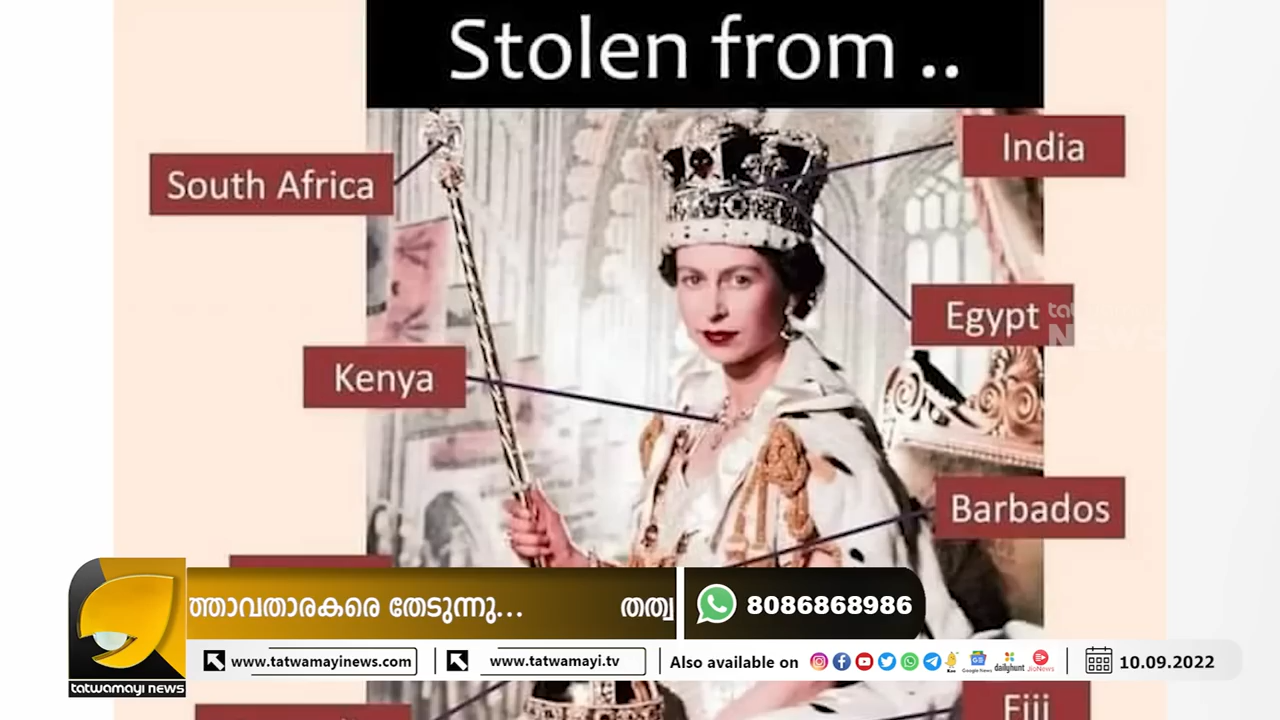 Stolen from ..
India
South Africa
Egypt
Kenya
Barbados
ത്താവതാരകരെ തേടുന്നു... തത്വ
8086868986
www.tatwamayinews.com
www.tatwamayi.tv
Also available on
10.09.2022
tatwamayi news
Fiji